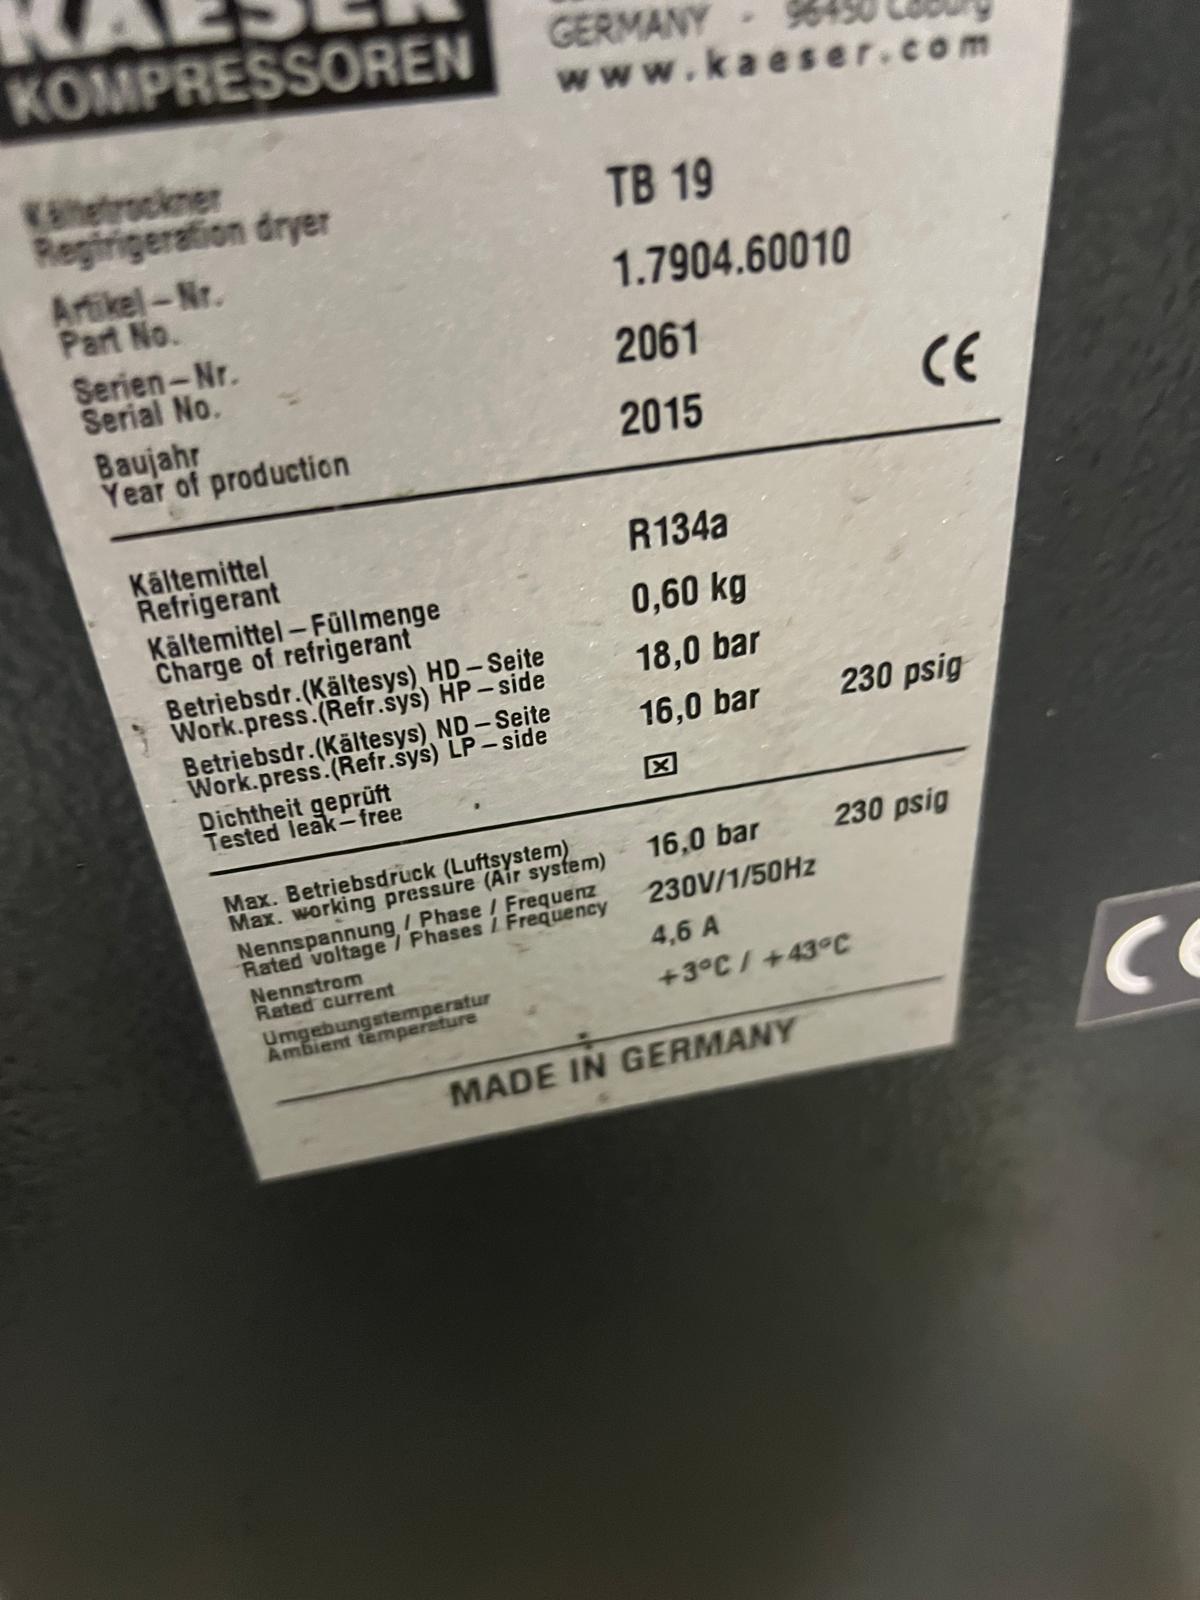 KAESER
KOMPRESSOREN
GERMANY - 96450 Coburg
www.kaeser.com
Kältetrockner
Regfrigeration dryer
TB 19
Artikel-Nr.
Part No.
1.7904.60010
Serien-Nr.
Serial No.
2061
Baujahr
Year of production
2015
CE
Kältemittel
Refrigerant
R134a
Kältemittel-Füllmenge
Charge of refrigerant
0,60 kg
Betriebsdr.(Kältesys) HD-Seite
Work.press.(Refr.sys) HP-side
18,0 bar
Betriebsdr.(Kältesys) ND-Seite
Work.press.(Refr.sys) LP-side
16,0 bar 230 psig
Dichtheit geprüft
Tested leak-free
Max. Betriebsdruck (Luftsystem)
Max. working pressure (Air system)
16,0 bar 230 psig
Nennspannung / Phase / Frequenz
Rated voltage / Phases / Frequency
230V/1/50Hz
Nennstrom
Rated current
4,6 A
Umgebungstemperatur
Ambient temperature
+3°C / +43°C
MADE IN GERMANY